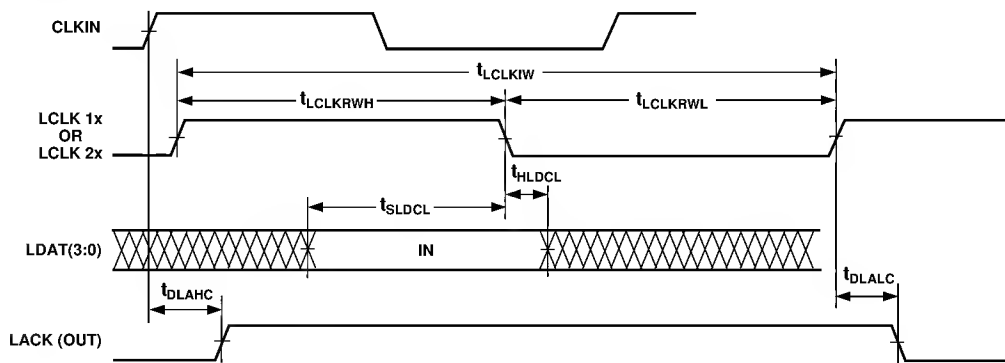 CLKIN
tLCLKIW
tLCLKRWH
tLCLKRWL
LCLK 1x
OR
LCLK 2x
tHLDCL
tSLDCL
LDAT(3:0)
IN
tDLAHC
tDLALC
LACK (OUT)